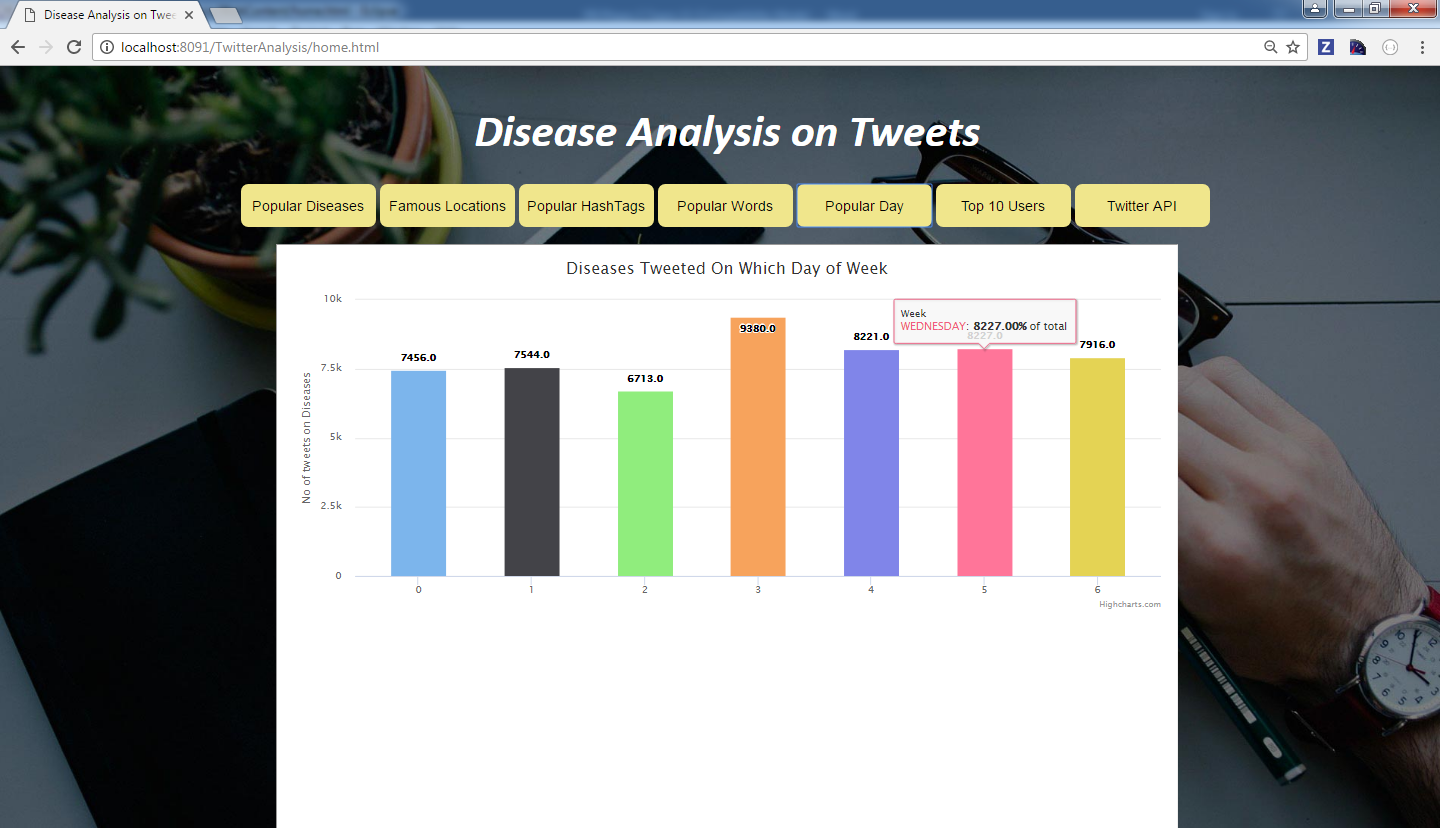 Disease Analysis on Twee
localhost:8091/TwitterAnalysis/home.html
Disease Analysis on Tweets
Popular Diseases
Famous Locations
Popular HashTags
Popular Words
Popular Day
Top 10 Users
Twitter API
Diseases Tweeted On Which Day of Week
No of tweets on Diseases
10k
7.5k
5k
2.5k
0
7456.0
7544.0
6713.0
9380.0
8221.0
8227.0
7916.0
Week
WEDNESDAY: 8227.00% of total
0
1
2
3
4
5
6
Highcharts.com